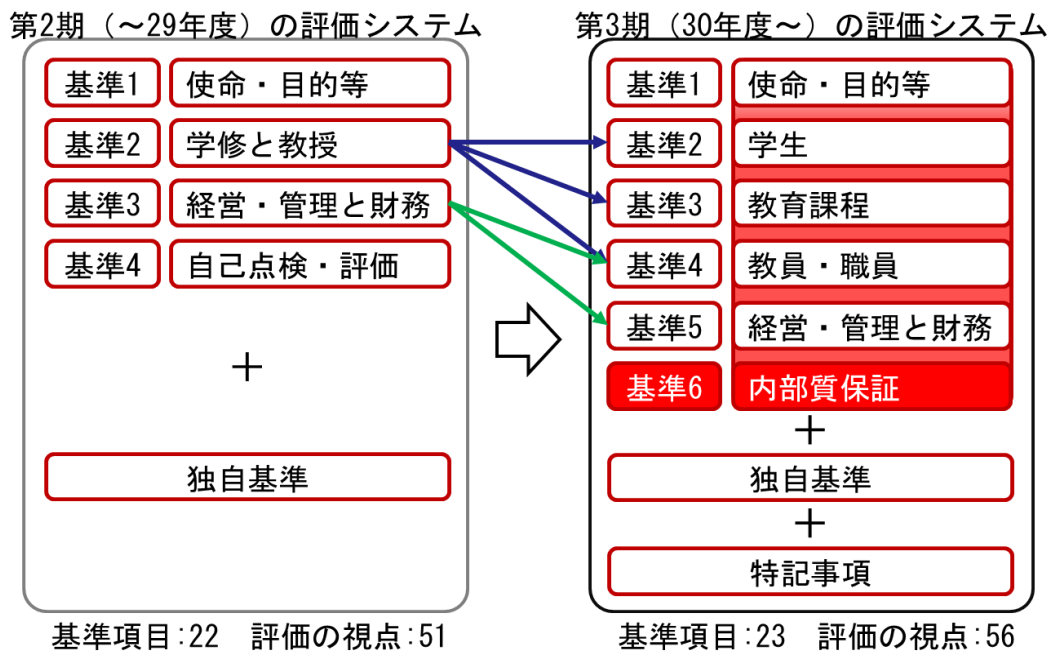 第2期（～29年度）の評価システム
基準1 使命・目的等
基準2 学修と教授
基準3 経営・管理と財務
基準4 自己点検・評価
＋
独自基準
基準項目:22 評価の視点:51
第3期（30年度～）の評価システム
基準1 使命・目的等
基準2 学生
基準3 教育課程
基準4 教員・職員
基準5 経営・管理と財務
基準6 内部質保証
＋
独自基準
＋
特記事項
基準項目:23 評価の視点:56